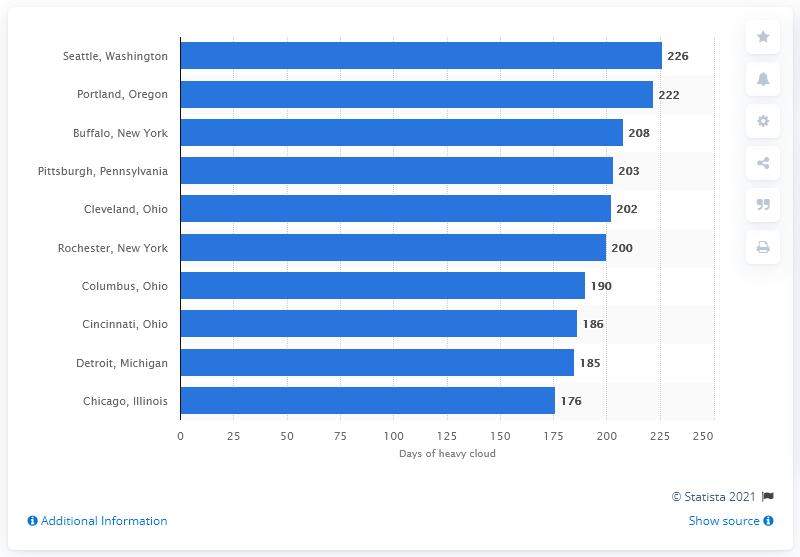 Seattle, Washington 226
Portland, Oregon 222
Buffalo, New York 208
Pittsburgh, Pennsylvania 203
Cleveland, Ohio 202
Rochester, New York 200
Columbus, Ohio 190
Cincinnati, Ohio 186
Detroit, Michigan 185
Chicago, Illinois 176
0 25 50 75 100 125 150 175 200 225 250
Days of heavy cloud
© Statista 2021
Additional Information
Show source